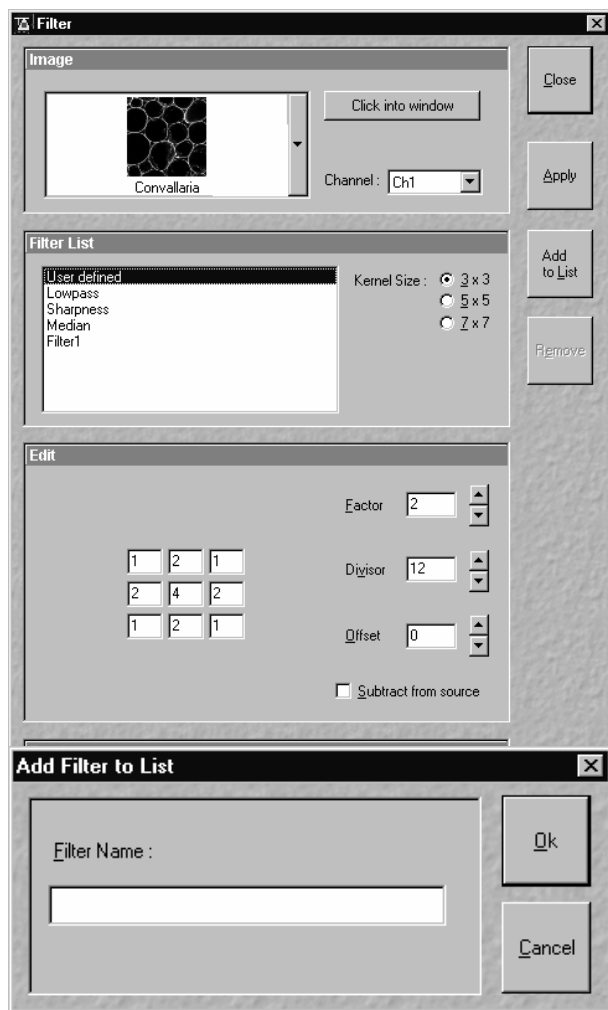 Filter
Image
Close
Click into window
Convallaria
Channel : Ch1
Apply
Filter List
User defined
Lowpass
Sharpness
Median
Filter1
Kernel Size : 3 x 3
5 x 5
7 x 7
Add
to List
Remove
Edit
Factor 2
1 2 1
Divisor 12
2 4 2
1 2 1
Offset 0
Subtract from source
Add Filter to List
Filter Name :
Ok
Cancel